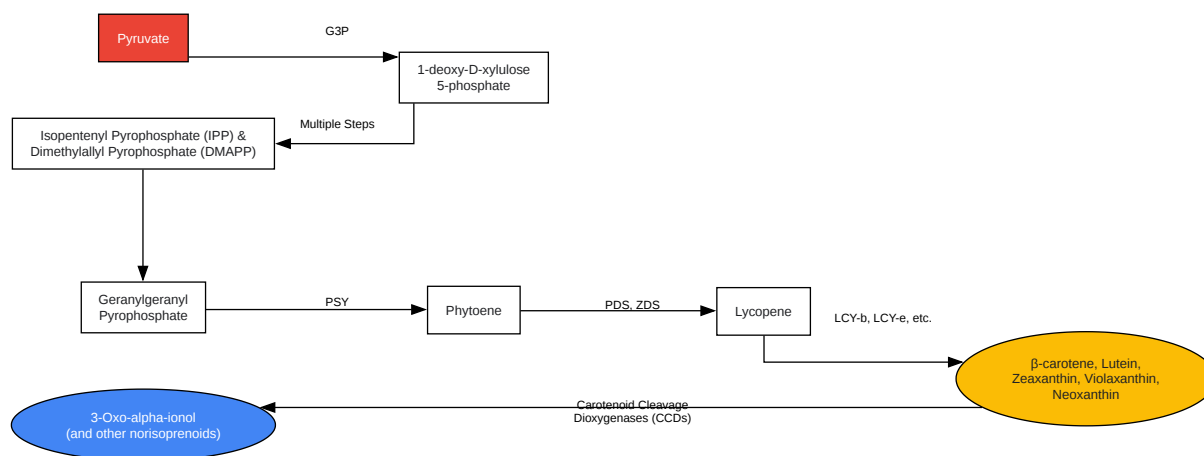 Pyruvate
G3P
1-deoxy-D-xylulose
5-phosphate
Multiple Steps
Isopentenyl Pyrophosphate (IPP) &
Dimethylallyl Pyrophosphate (DMAPP)
Geranylgeranyl
Pyrophosphate
PSY
Phytoene
PDS, ZDS
Lycopene
LCY-b, LCY-e, etc.
β-carotene, Lutein,
Zeaxanthin, Violaxanthin,
Neoxanthin
Carotenoid Cleavage
Dioxygenases (CCDs)
3-Oxo-alpha-ionol
(and other norisoprenoids)